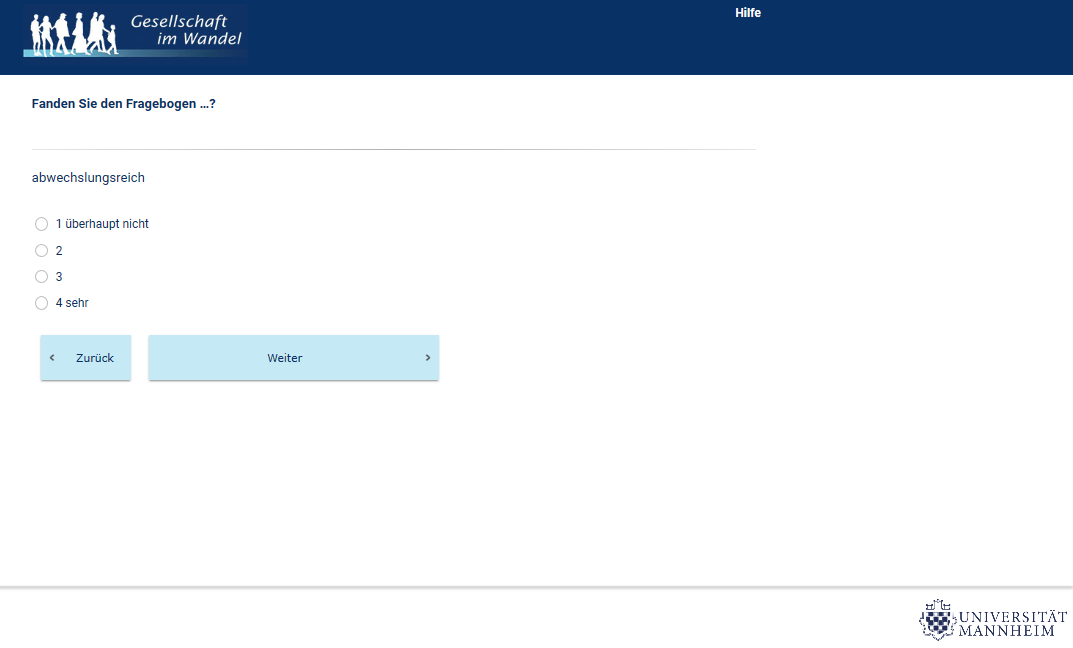 Gesellschaft
im Wandel
Hilfe
Fanden Sie den Fragebogen ...?
abwechslungsreich
1 überhaupt nicht
2
3
4 sehr
‹ Zurück
Weiter ›
UNIVERSITÄT
MANNHEIM